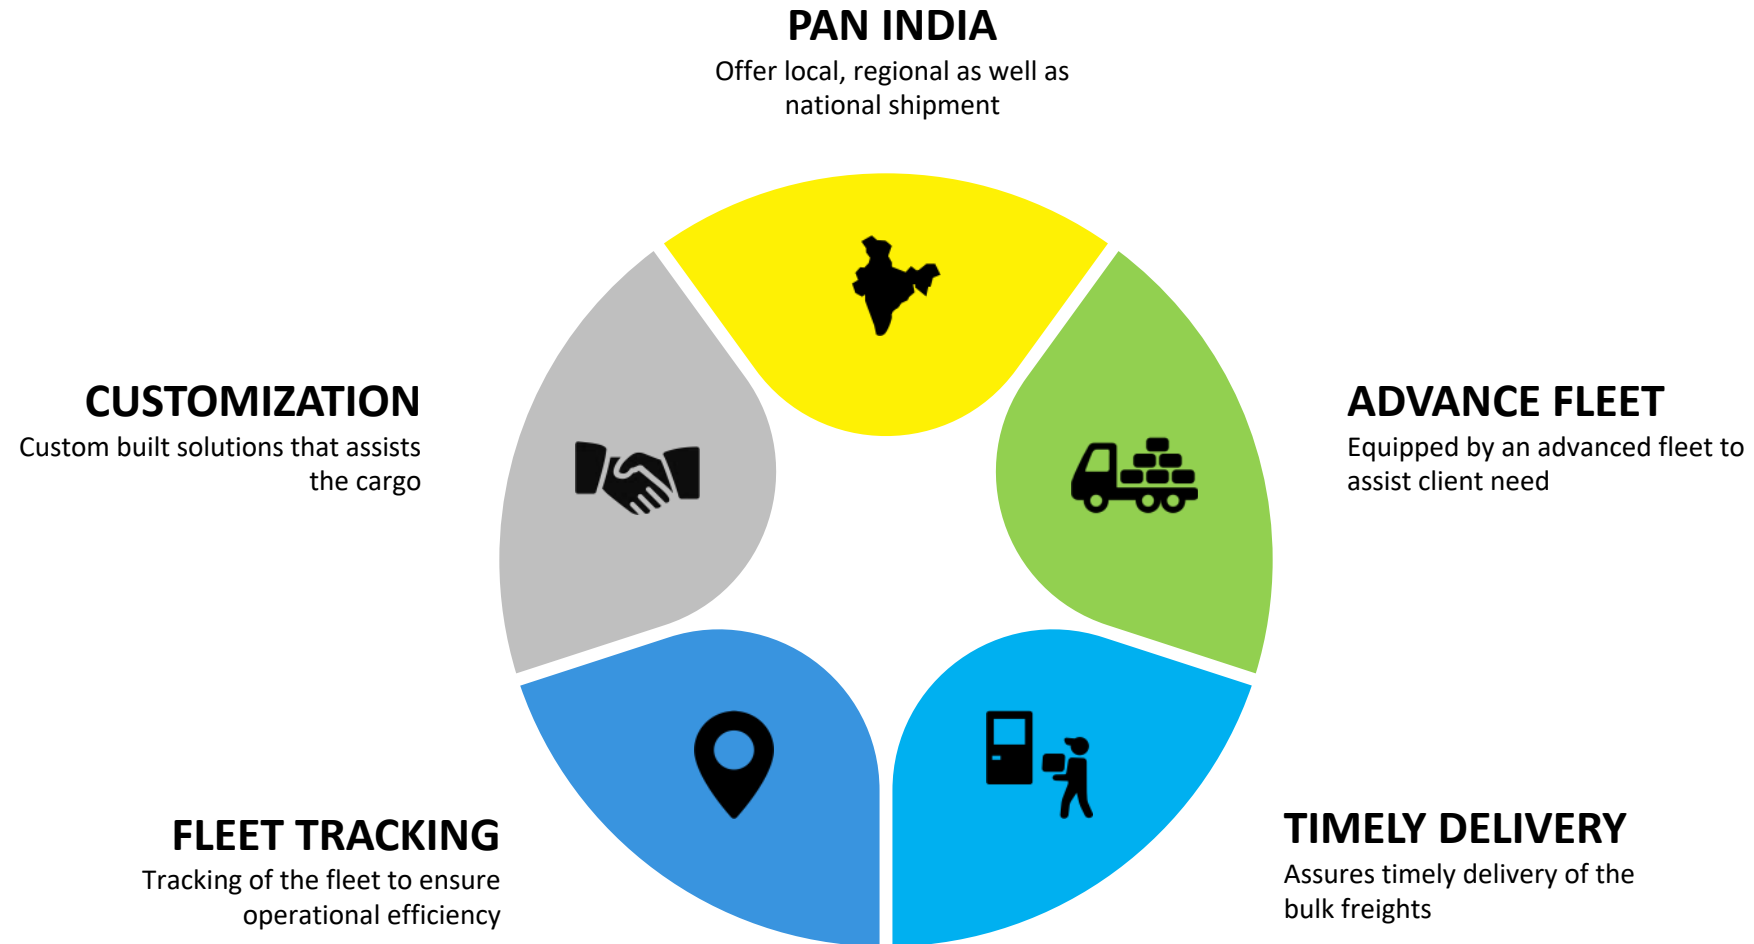 PAN INDIA
Offer local, regional as well as
national shipment
CUSTOMIZATION
Custom built solutions that assists
the cargo
ADVANCE FLEET
Equipped by an advanced fleet to
assist client need
FLEET TRACKING
Tracking of the fleet to ensure
operational efficiency
TIMELY DELIVERY
Assures timely delivery of the
bulk freights